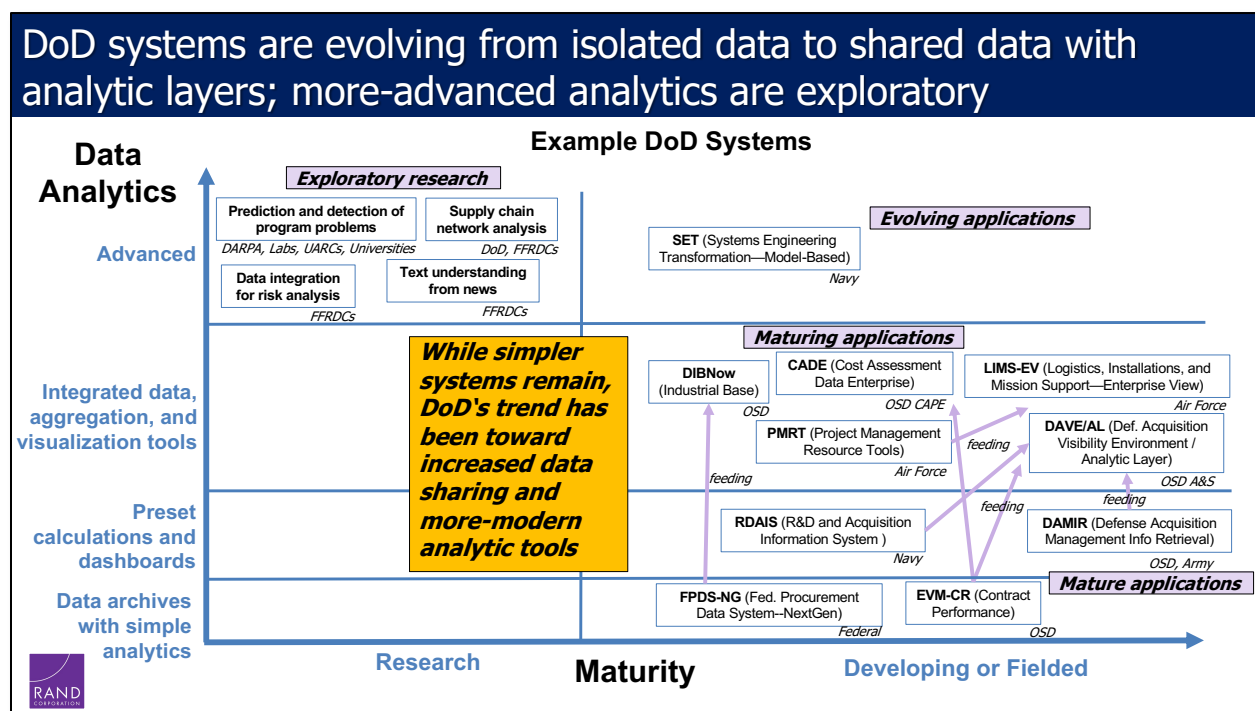 DoD systems are evolving from isolated data to shared data with
analytic layers; more-advanced analytics are exploratory
Example DoD Systems
Data
Analytics
Exploratory research
Prediction and detection of
program problems
DARPA, Labs, UARCs, Universities
Supply chain
network analysis
DoD, FFRDCs
Evolving applications
Advanced
SET (Systems Engineering
Transformation—Model-Based)
Navy
Data integration
for risk analysis
FFRDCs
Text understanding
from news
FFRDCs
While simpler
systems remain,
DoD's trend has
been toward
increased data
sharing and
more-modern
analytic tools
Maturing applications
Integrated data,
aggregation, and
visualization tools
DIBNow
(Industrial Base)
OSD
CADE (Cost Assessment
Data Enterprise)
OSD CAPE
LIMS-EV (Logistics, Installations, and
Mission Support—Enterprise View)
Air Force
PMRT (Project Management
Resource Tools)
Air Force
feeding
DAVE/AL (Def. Acquisition
Visibility Environment /
Analytic Layer)
OSD A&S
feeding
feeding
feeding
Preset
calculations and
dashboards
RDAIS (R&D and Acquisition
Information System )
Navy
DAMIR (Defense Acquisition
Management Info Retrieval)
OSD, Army
Mature applications
Data archives
with simple
analytics
FPDS-NG (Fed. Procurement
Data System--NextGen)
Federal
EVM-CR (Contract
Performance)
OSD
Research
Maturity
Developing or Fielded
RAND
CORPORATION